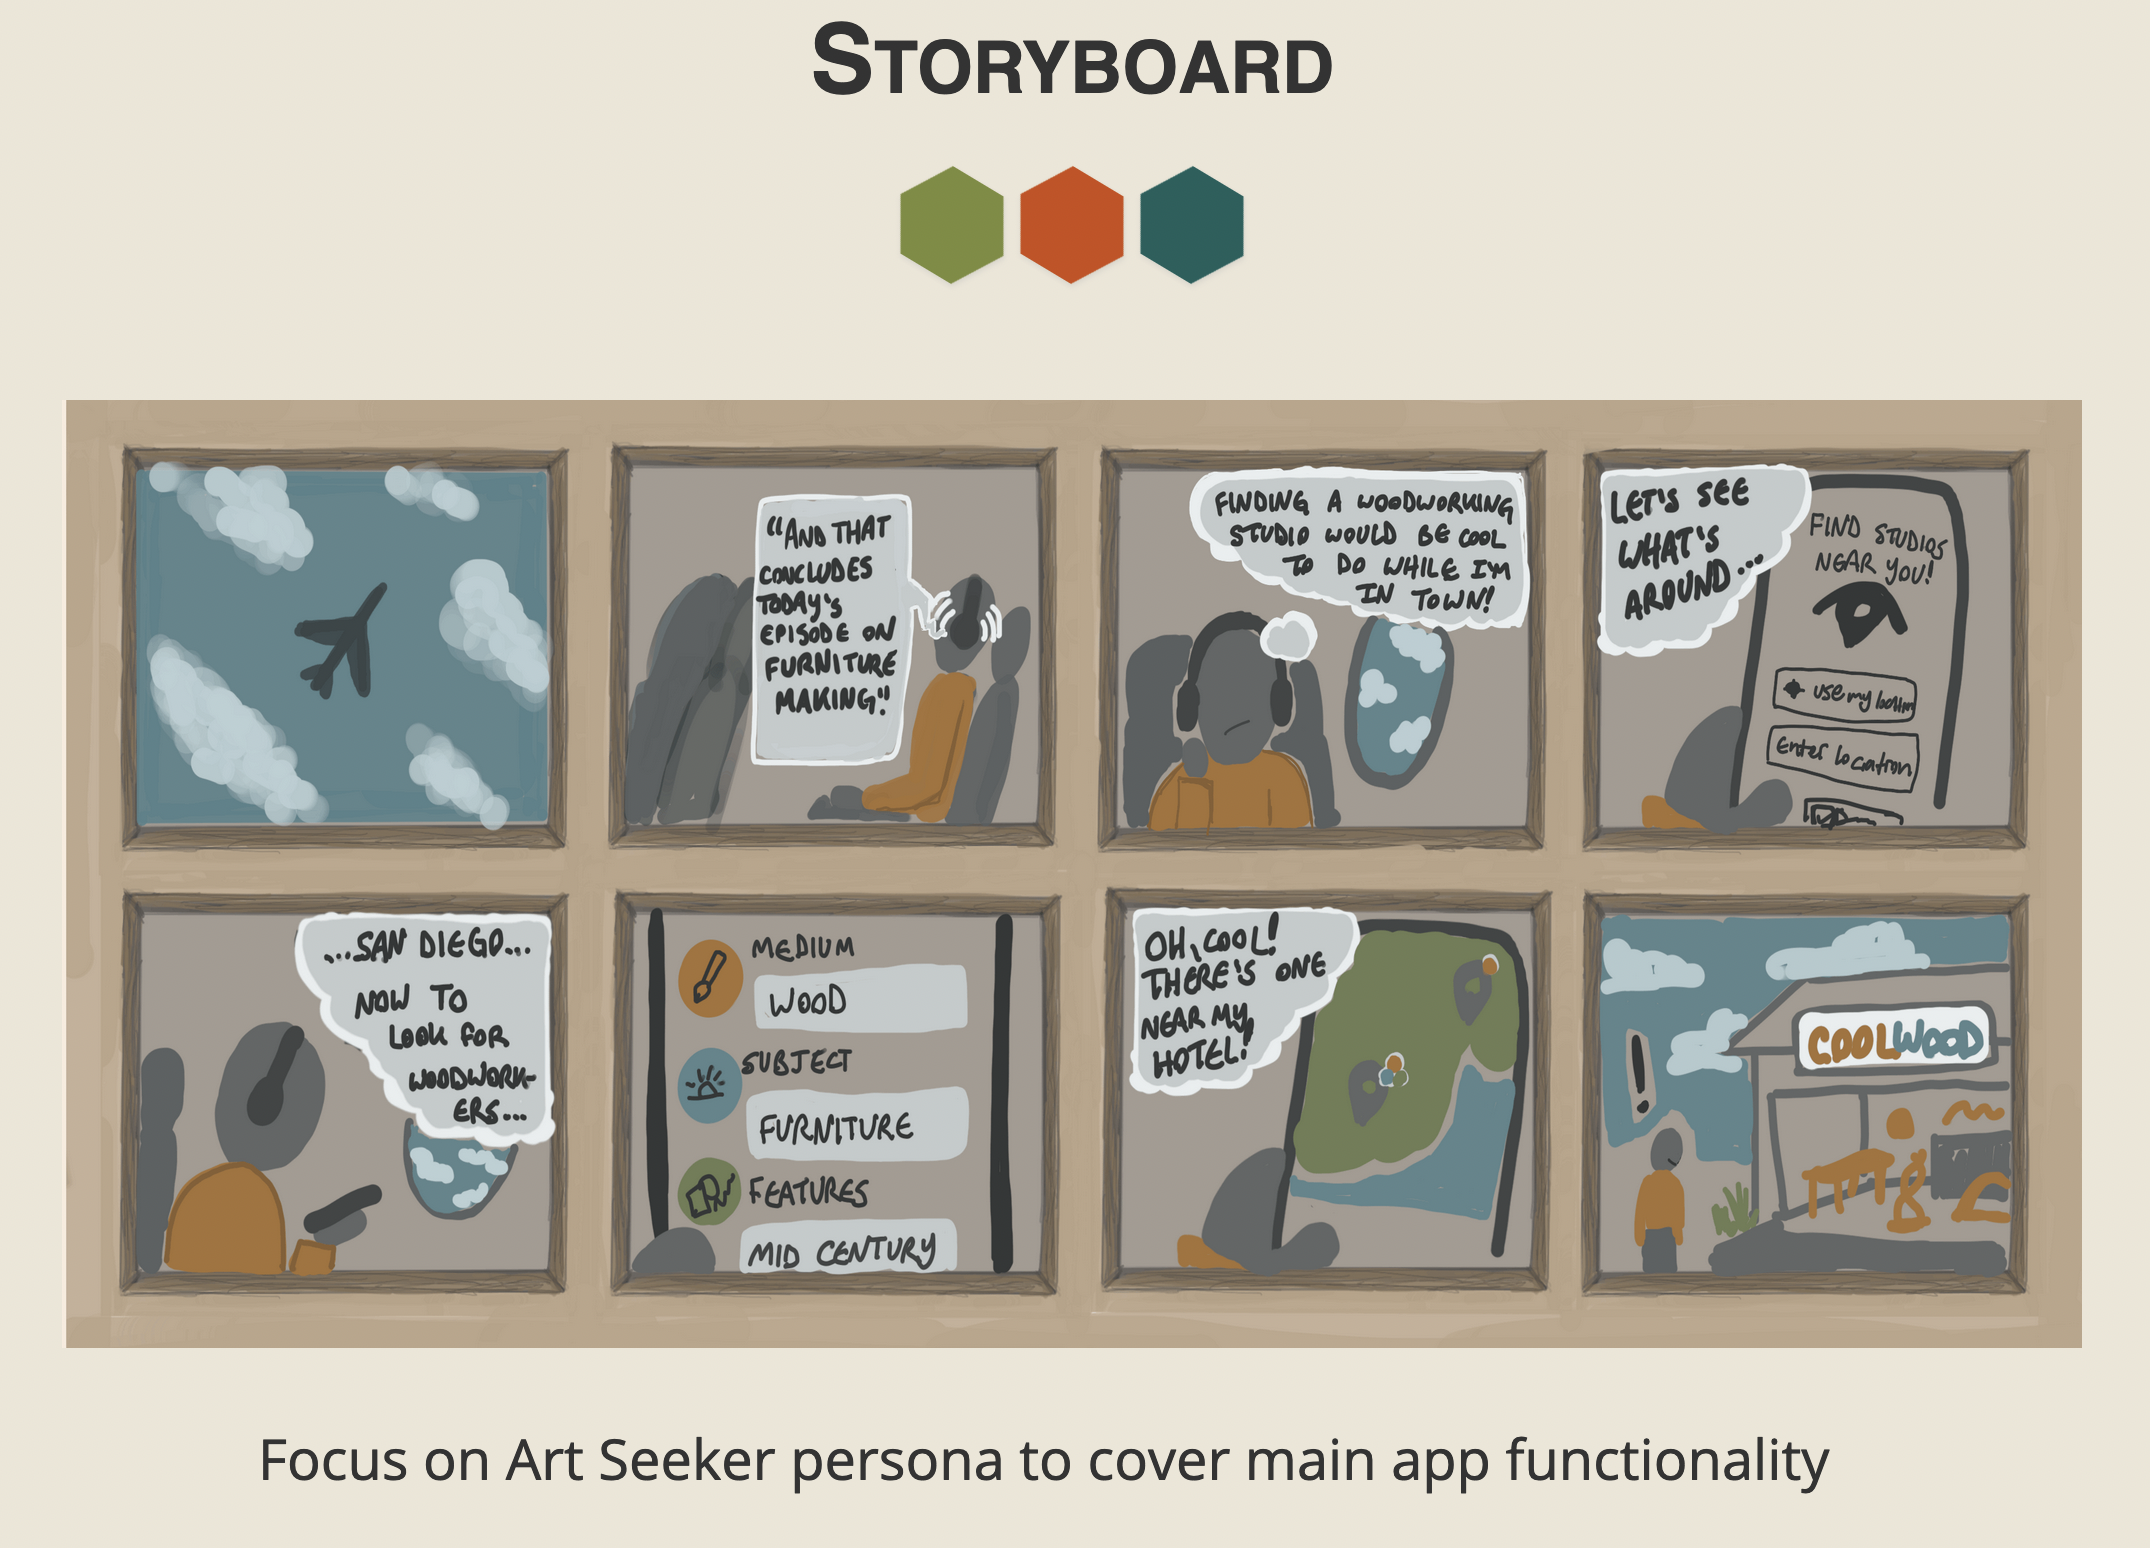 STORYBOARD
"AND THAT
CONCLUDES
TODAY'S
EPISODE ON
FURNITURE
MAKING"
FINDING A WOODWORKING
STUDIO WOULD BE COOL
TO DO WHILE I'M
IN TOWN!
LET'S SEE
WHAT'S
AROUND...
FIND STUDIOS
NEAR YOU!
use my location
Enter location
...SAN DIEGO...
NOW TO
LOOK FOR
WOODWORK-
ERS...
MEDIUM
WOOD
SUBJECT
FURNITURE
FEATURES
MID CENTURY
OH, COOL!
THERE'S ONE
NEAR MY
HOTEL!
!
COOLWOOD
Focus on Art Seeker persona to cover main app functionality